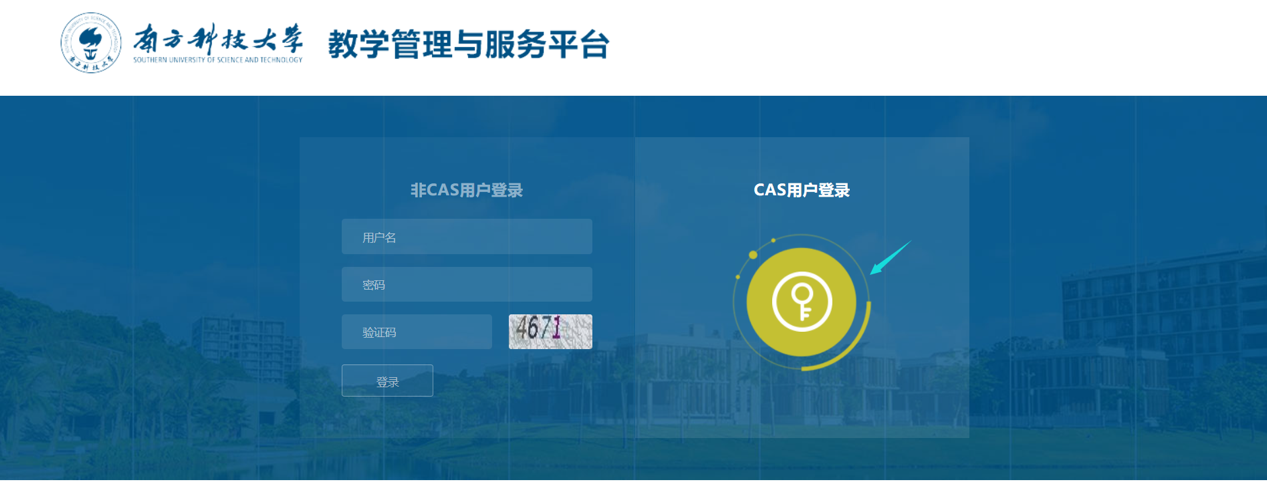 南方科技大学
SOUTHERN UNIVERSITY OF SCIENCE AND TECHNOLOGY
教学管理与服务平台
非CAS用户登录
用户名
密码
验证码
4671
登录
CAS用户登录